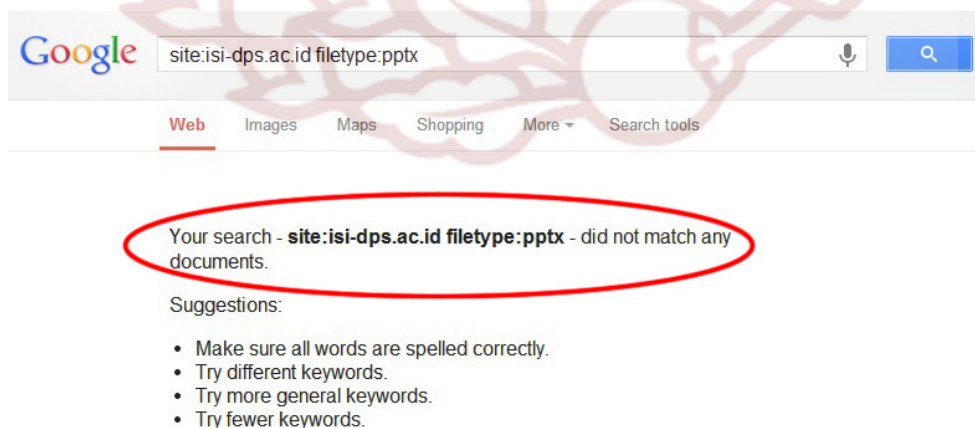 Google site:isi-dps.ac.id filetype:pptx
Web Images Maps Shopping More Search tools
Your search - site:isi-dps.ac.id filetype:pptx - did not match any
documents.
Suggestions:
• Make sure all words are spelled correctly.
• Try different keywords.
• Try more general keywords.
• Try fewer keywords.